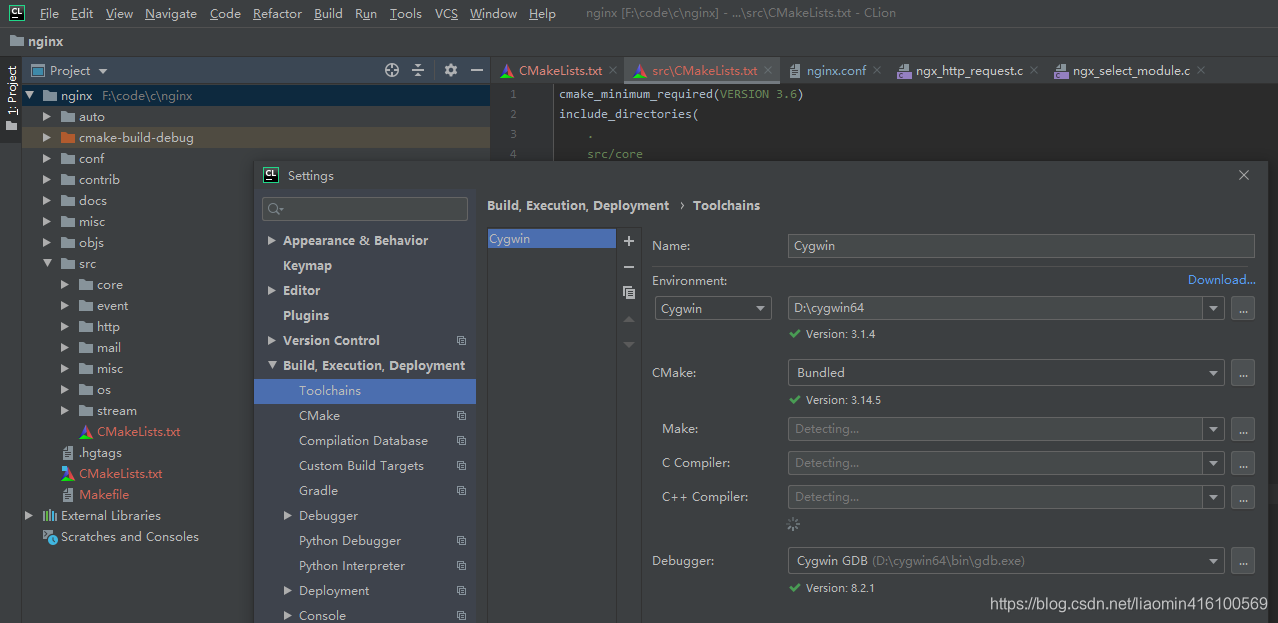 CL File Edit View Navigate Code Refactor Build Run Tools VCS Window Help nginx [F:\code\c\nginx] - ...\src\CMakeLists.txt - CLion
nginx
1: Project
Project
CMakeLists.txt src\CMakeLists.txt nginx.conf ngx_http_request.c ngx_select_module.c
nginx F:\code\c\nginx
auto
cmake-build-debug
conf
contrib
docs
misc
objs
src
core
event
http
mail
misc
os
stream
CMakeLists.txt
.hgtags
CMakeLists.txt
Makefile
External Libraries
Scratches and Consoles
1 cmake_minimum_required(VERSION 3.6)
2 include_directories(
3 .
4 src/core
CL Settings
Appearance & Behavior
Keymap
Editor
Plugins
Version Control
Build, Execution, Deployment
Toolchains
CMake
Compilation Database
Custom Build Targets
Gradle
Debugger
Python Debugger
Python Interpreter
Deployment
Console
Build, Execution, Deployment › Toolchains
Cygwin
Name: Cygwin
Environment: Download...
Cygwin D:\cygwin64 ...
Version: 3.1.4
CMake: Bundled ...
Version: 3.14.5
Make: Detecting... ...
C Compiler: Detecting... ...
C++ Compiler: Detecting... ...
Debugger: Cygwin GDB (D:\cygwin64\bin\gdb.exe) ...
Version: 8.2.1
https://blog.csdn.net/liaomin416100569